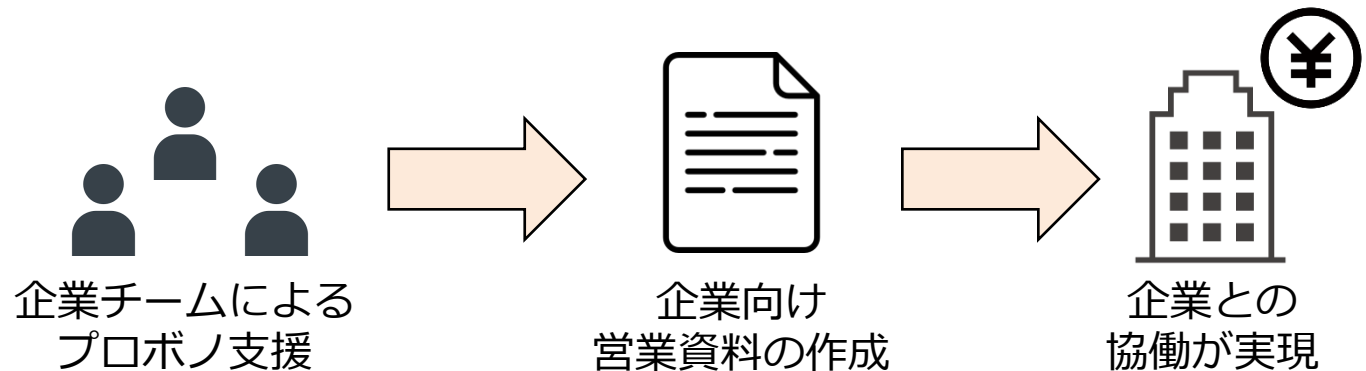 企業チームによる
プロボノ支援
企業向け
営業資料の作成
¥
企業との
協働が実現